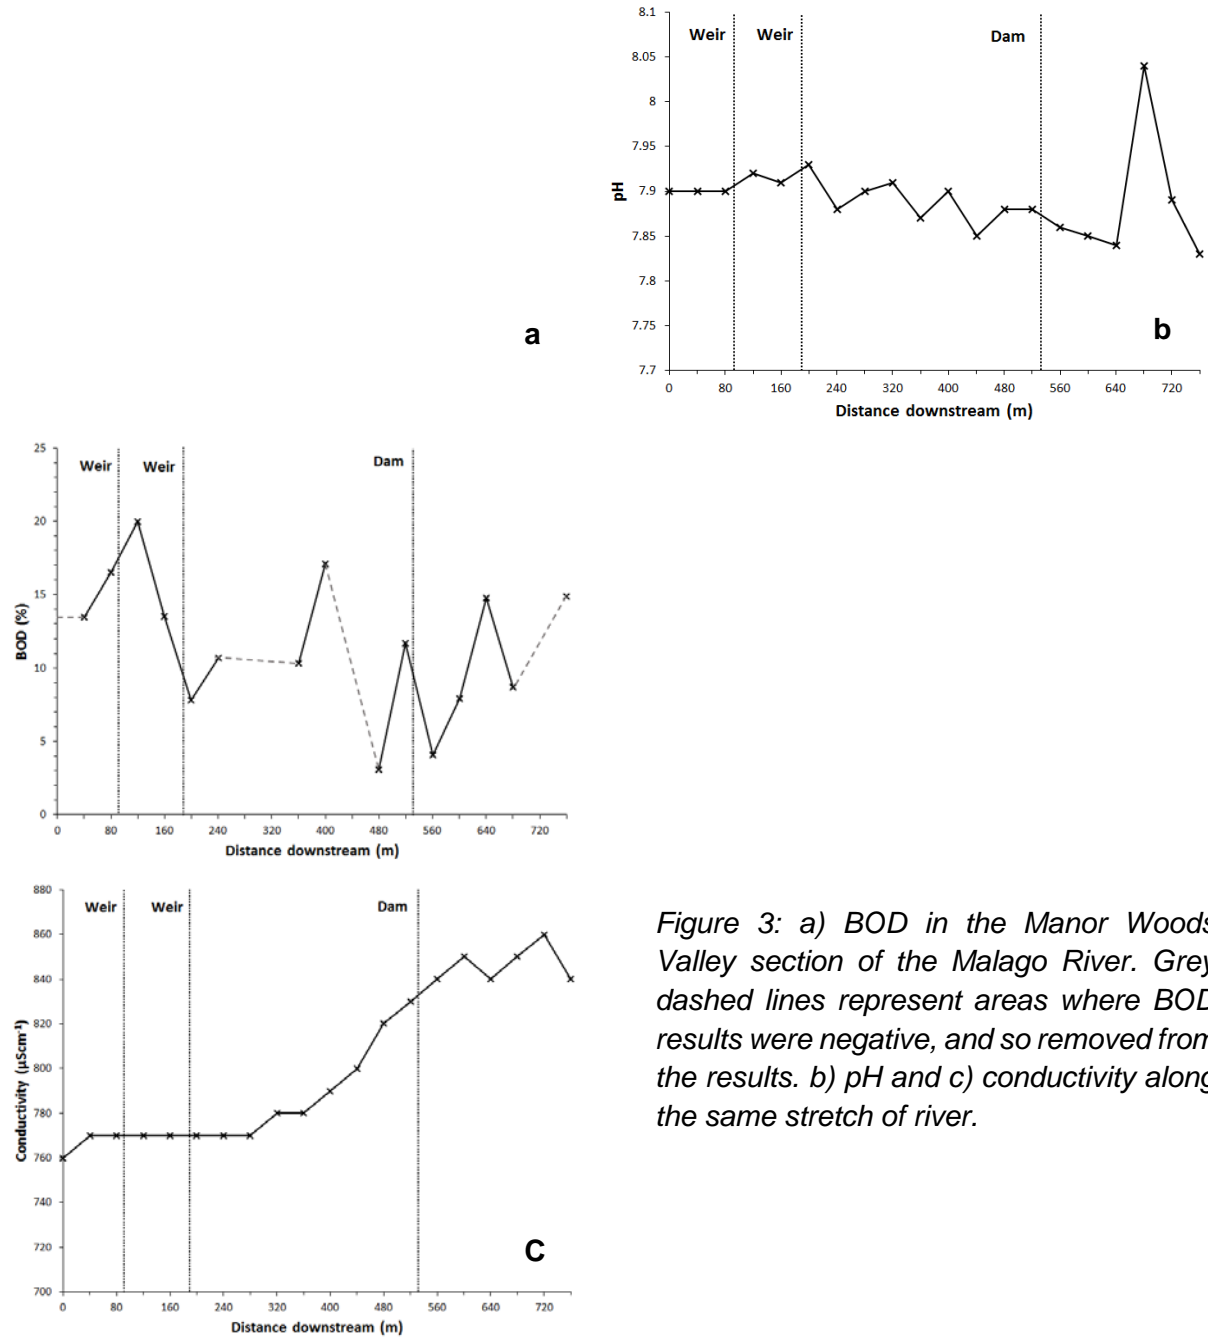 a
8.1
8.05
8
7.95
7.9
7.85
7.8
7.75
7.7
pH
Weir
Weir
Dam
b
0 80 160 240 320 400 480 560 640 720
Distance downstream (m)
25
20
15
10
5
0
BOD (%)
Weir
Weir
Dam
0 80 160 240 320 400 480 560 640 720
Distance downstream (m)
880
860
840
820
800
780
760
740
720
700
Conductivity (µScm⁻¹)
Weir
Weir
Dam
C
0 80 160 240 320 400 480 560 640 720
Distance downstream (m)
Figure 3: a) BOD in the Manor Woods
Valley section of the Malago River. Grey
dashed lines represent areas where BOD
results were negative, and so removed from
the results. b) pH and c) conductivity along
the same stretch of river.